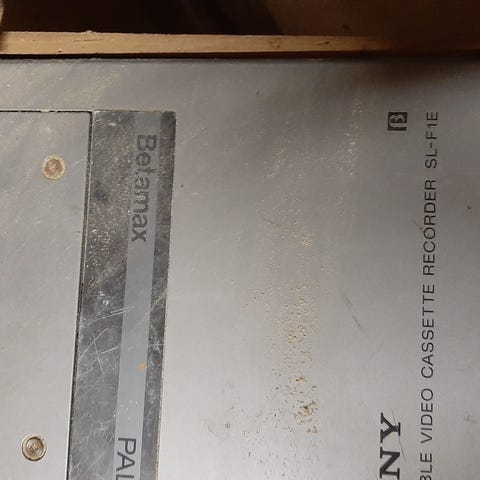 Betamax
PAL
β
NY
BLE VIDEO CASSETTE RECORDER SL-F1E